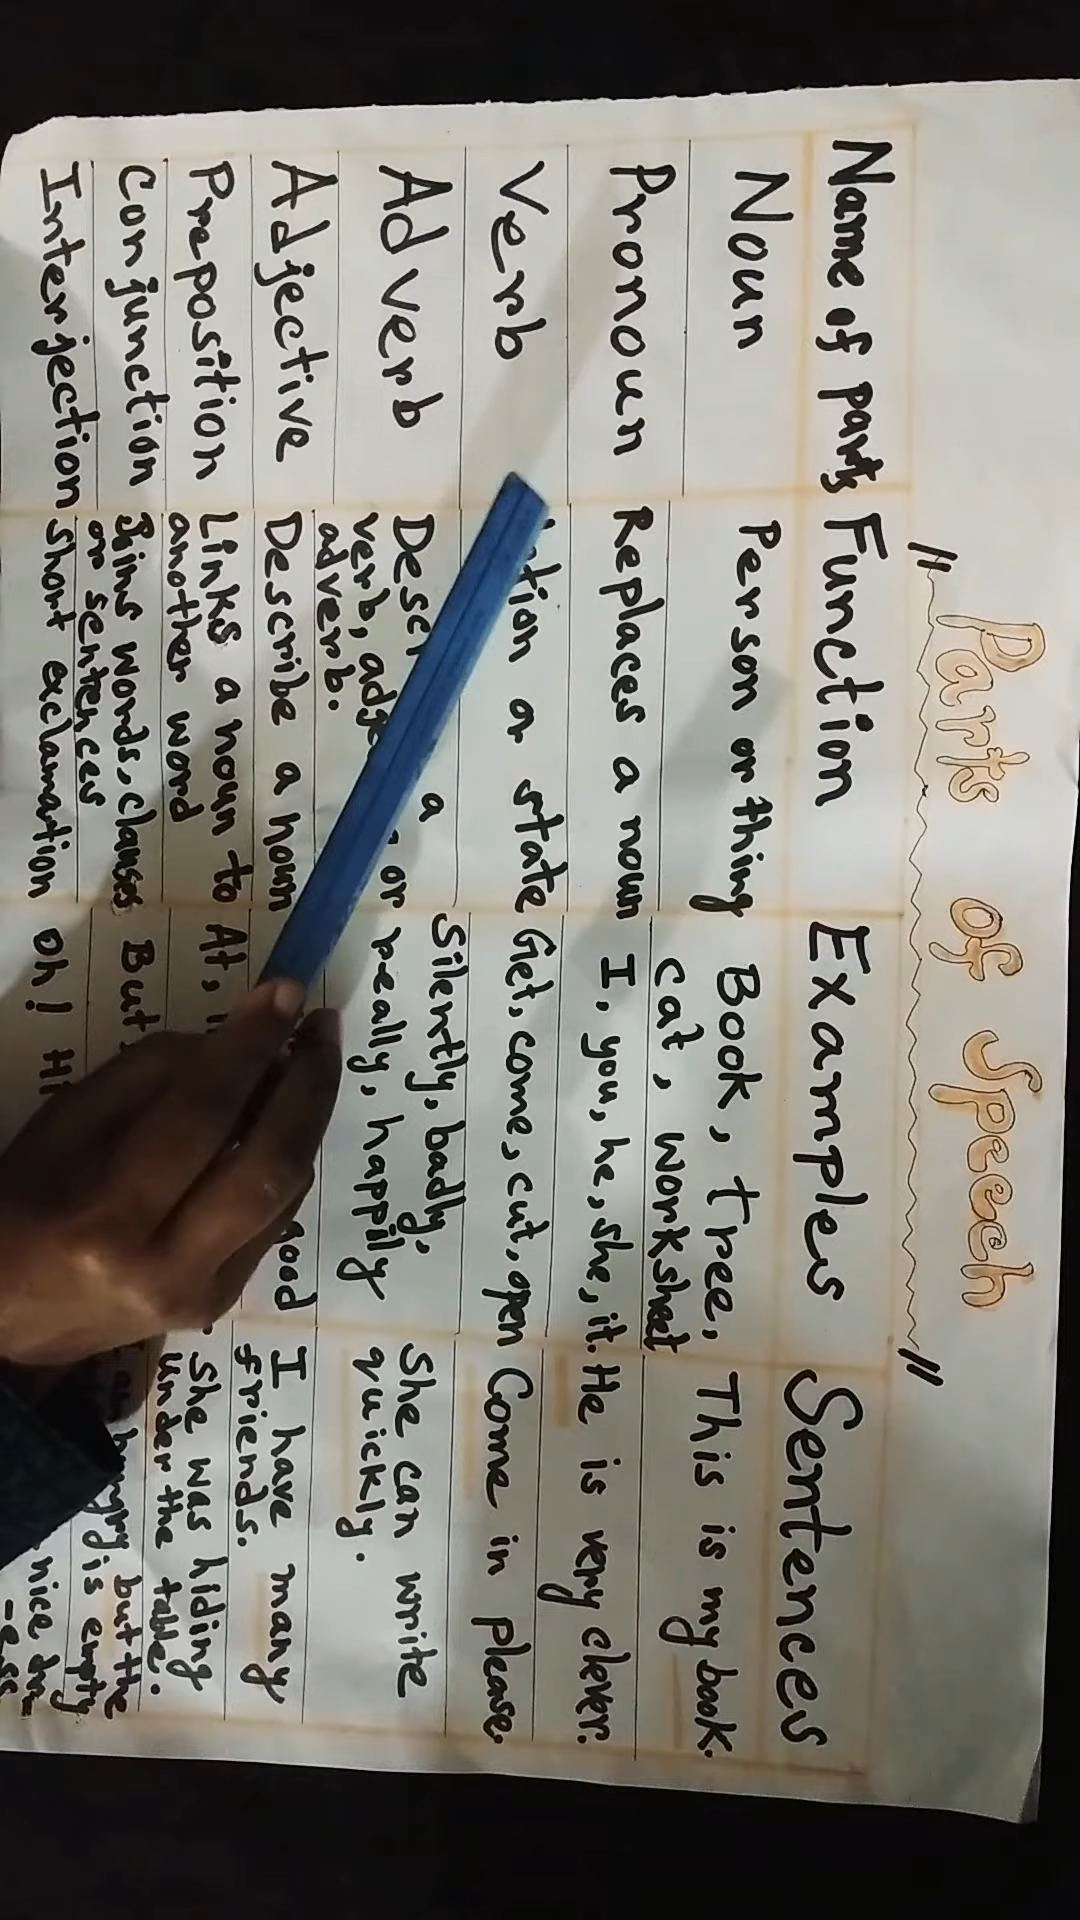 Parts of Speech
Name of parts Function Examples Sentences
Noun Person or thing Book, tree, This is my book.
cat, worksheet
Pronoun Replaces a noun I, you, he, she, it. He is very clever.
Verb or state Get, come, cut, open Come in please.
Adverb a or Silently, badly, She can write
verb, really, happily quickly.
adverb.
Adjective Describe a noun good I have many
friends.
Preposition Links a noun to At, She was hiding
another word under the table.
Conjunction Joins words, clauses But but the
or sentences is empty
Interjection Short exclamation Oh! nice